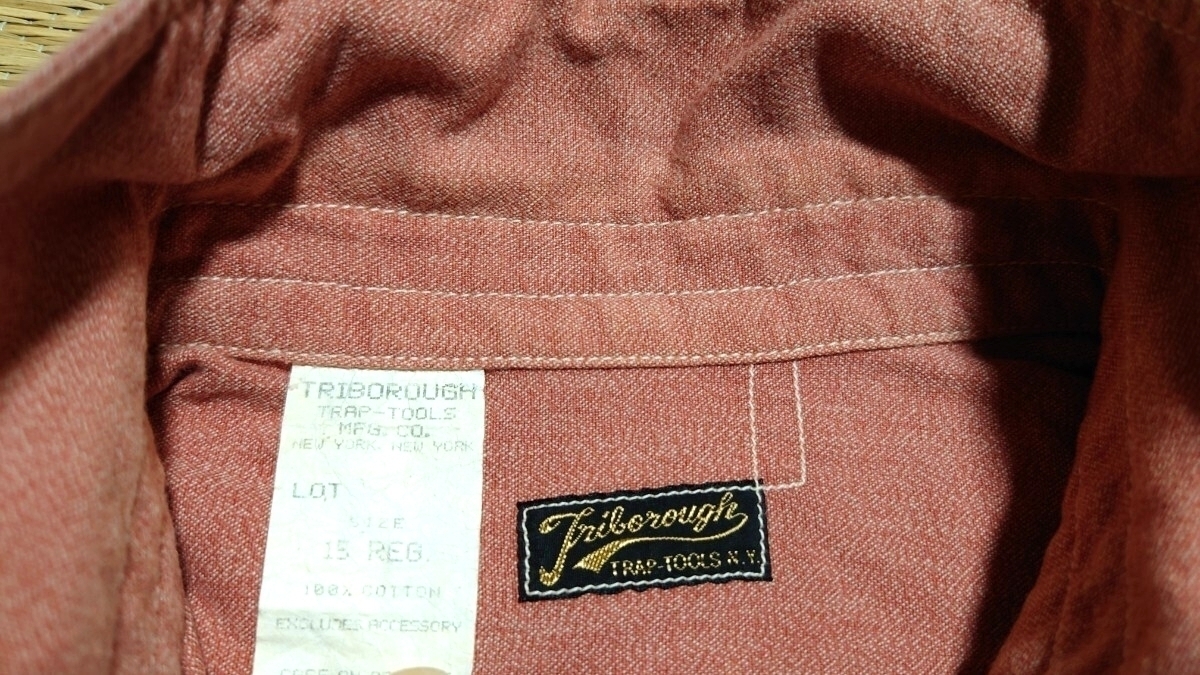 TRIBOROUGH
TRAP-TOOLS
MFG. CO.
NEW YORK, NEW YORK
LOT
SIZE
15 REG.
100% COTTON
EXCLUDES ACCESSORY
Triborough
TRAP-TOOLS N.Y.